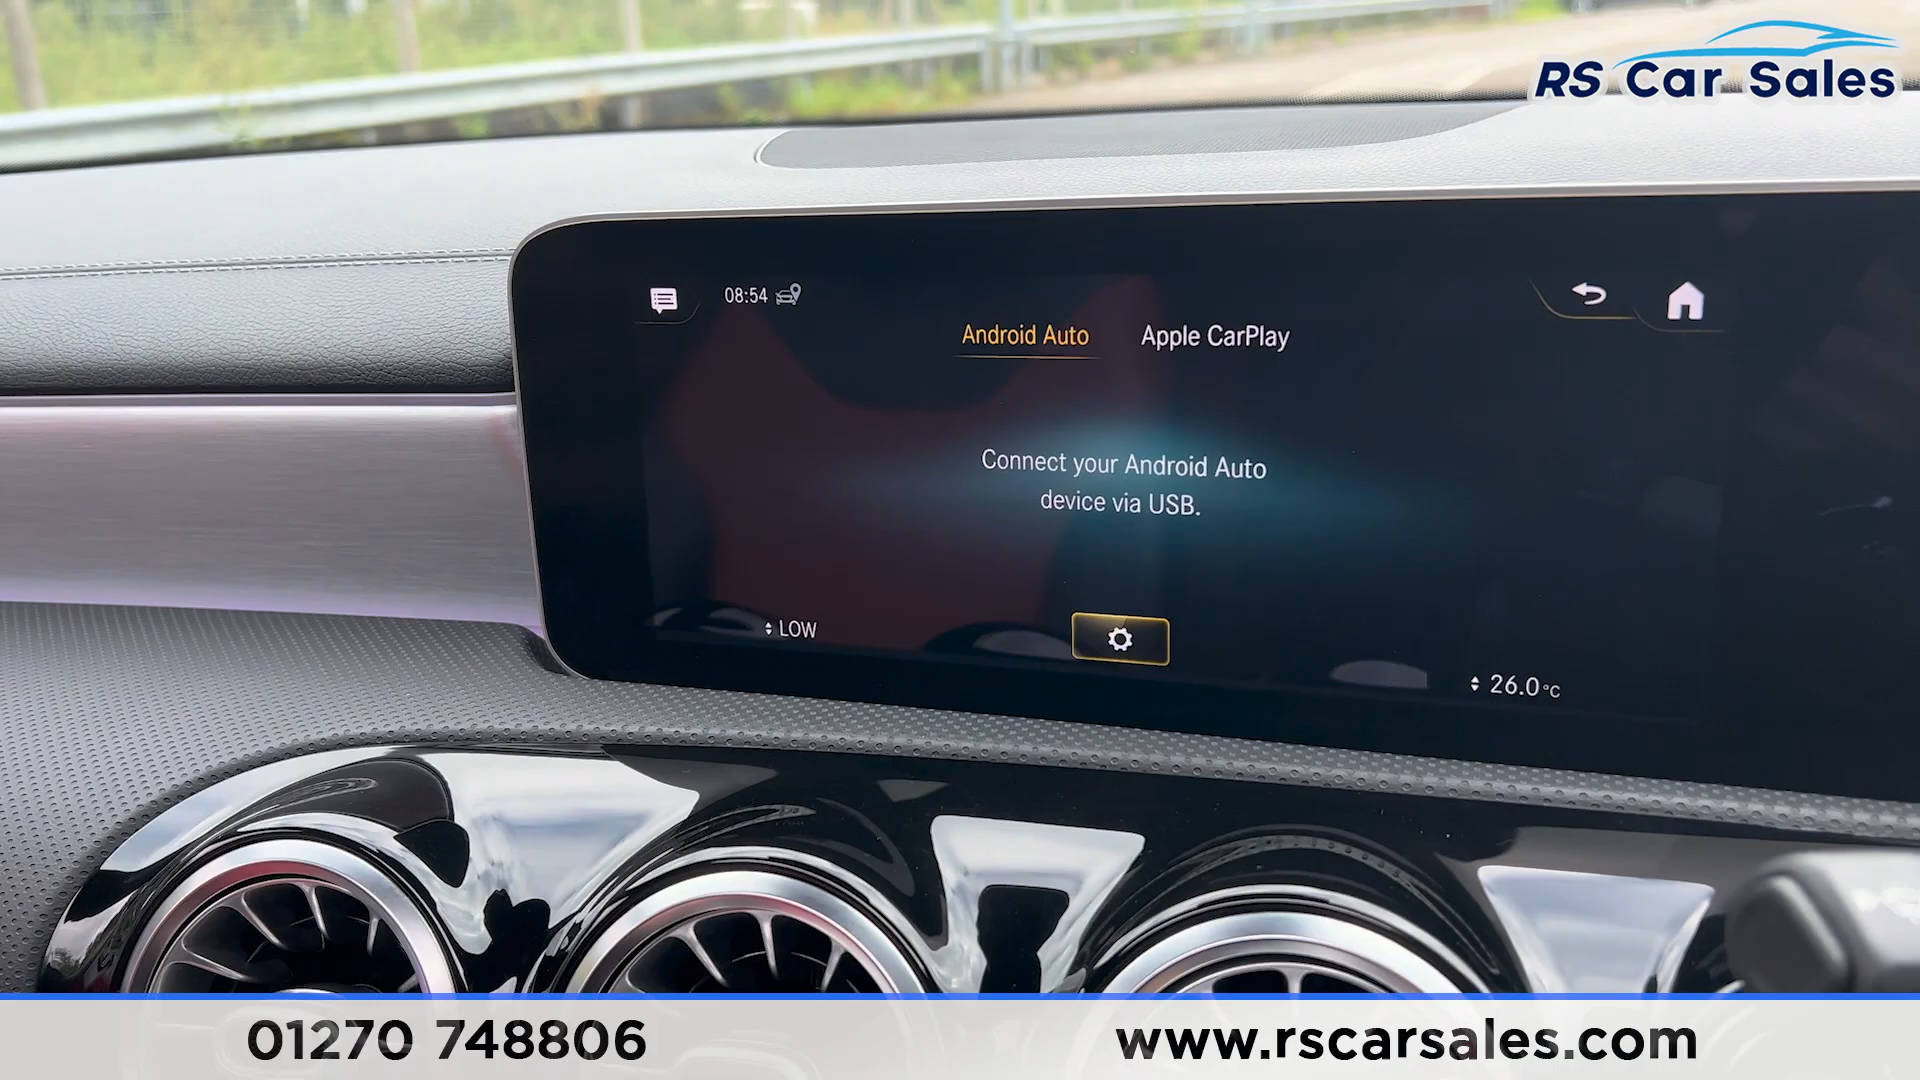 RS Car Sales
08:54
Android Auto Apple CarPlay
Connect your Android Auto
device via USB.
LOW
26.0°C
01270 748806 www.rscarsales.com